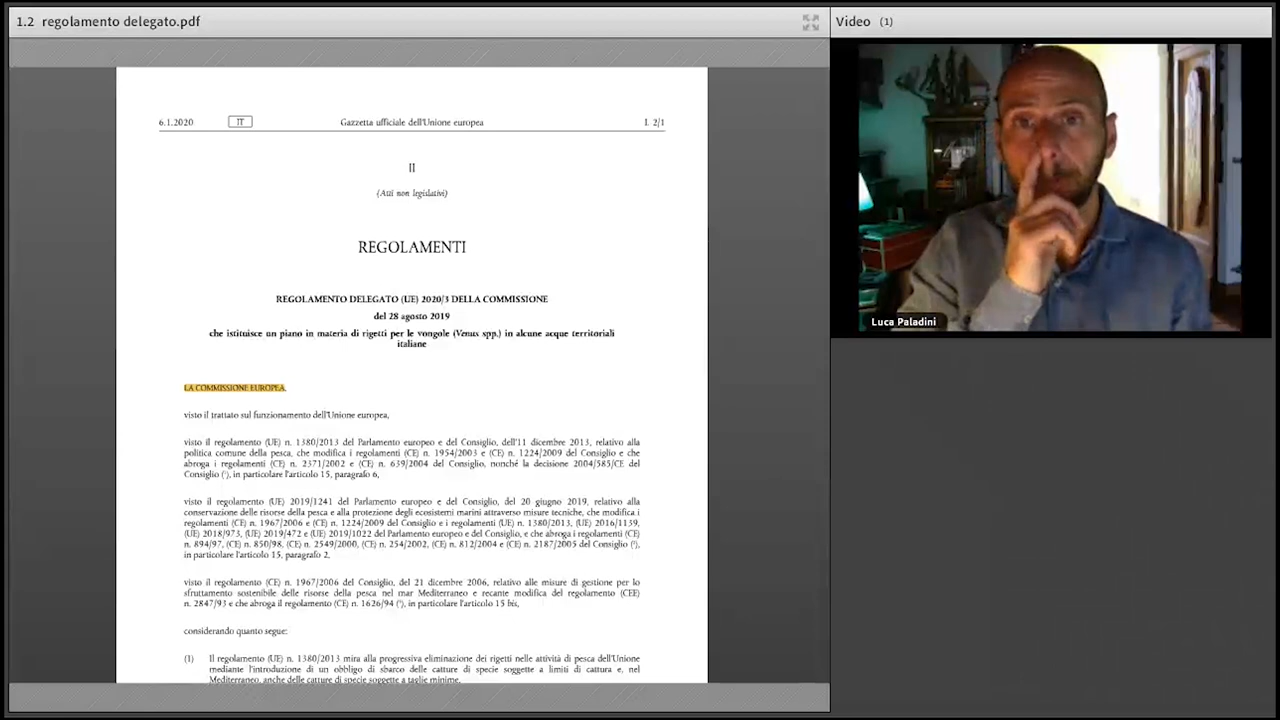 1.2 regolamento delegato.pdf
Video (1)
6.1.2020 IT Gazzetta ufficiale dell'Unione europea L 2/1
II
(Atti non legislativi)
REGOLAMENTI
REGOLAMENTO DELEGATO (UE) 2020/3 DELLA COMMISSIONE
del 28 agosto 2019
che istituisce un piano in materia di rigetti per le vongole (Venus spp.) in alcune acque territoriali
italiane
LA COMMISSIONE EUROPEA,
visto il trattato sul funzionamento dell'Unione europea,
visto il regolamento (UE) n. 1380/2013 del Parlamento europeo e del Consiglio, dell'11 dicembre 2013, relativo alla
politica comune della pesca, che modifica i regolamenti (CE) n. 1954/2003 e (CE) n. 1224/2009 del Consiglio e che
abroga i regolamenti (CE) n. 2371/2002 e (CE) n. 639/2004 del Consiglio, nonché la decisione 2004/585/CE del
Consiglio (¹), in particolare l'articolo 15, paragrafo 6,
visto il regolamento (UE) 2019/1241 del Parlamento europeo e del Consiglio, del 20 giugno 2019, relativo alla
conservazione delle risorse della pesca e alla protezione degli ecosistemi marini attraverso misure tecniche, che modifica i
regolamenti (CE) n. 1967/2006 e (CE) n. 1224/2009 del Consiglio e i regolamenti (UE) n. 1380/2013, (UE) 2016/1139,
(UE) 2018/973, (UE) 2019/472 e (UE) 2019/1022 del Parlamento europeo e del Consiglio, e che abroga i regolamenti (CE)
n. 894/97, (CE) n. 850/98, (CE) n. 2549/2000, (CE) n. 254/2002, (CE) n. 812/2004 e (CE) n. 2187/2005 del Consiglio (²),
in particolare l'articolo 15, paragrafo 2,
visto il regolamento (CE) n. 1967/2006 del Consiglio, del 21 dicembre 2006, relativo alle misure di gestione per lo
sfruttamento sostenibile delle risorse della pesca nel mar Mediterraneo e recante modifica del regolamento (CEE)
n. 2847/93 e che abroga il regolamento (CE) n. 1626/94 (³), in particolare l'articolo 15 bis,
considerando quanto segue:
(1) Il regolamento (UE) n. 1380/2013 mira alla progressiva eliminazione dei rigetti nelle attività di pesca dell'Unione
mediante l'introduzione di un obbligo di sbarco delle catture di specie soggette a limiti di cattura e, nel
Mediterraneo, anche delle catture di specie soggette a taglie minime.
Luca Paladini